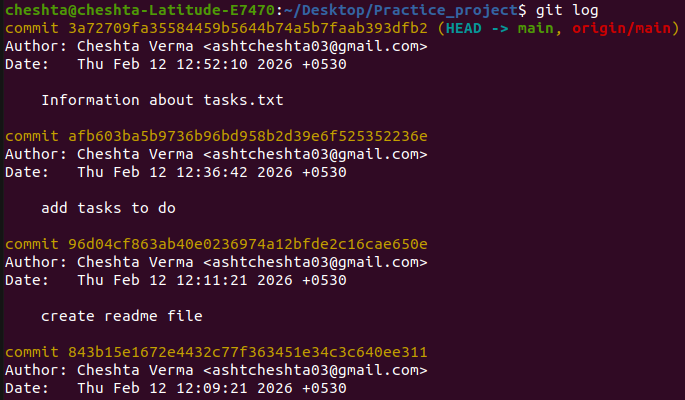 cheshta@cheshta-Latitude-E7470:~/Desktop/Practice_project$ git log
commit 3a72709fa35584459b5644b74a5b7faab393dfb2 (HEAD -> main, origin/main)
Author: Cheshta Verma <ashtcheshta03@gmail.com>
Date:   Thu Feb 12 12:52:10 2026 +0530
    Information about tasks.txt
commit afb603ba5b9736b96bd958b2d39e6f525352236e
Author: Cheshta Verma <ashtcheshta03@gmail.com>
Date:   Thu Feb 12 12:36:42 2026 +0530
    add tasks to do
commit 96d04cf863ab40e0236974a12bfde2c16cae650e
Author: Cheshta Verma <ashtcheshta03@gmail.com>
Date:   Thu Feb 12 12:11:21 2026 +0530
    create readme file
commit 843b15e1672e4432c77f363451e34c3c640ee311
Author: Cheshta Verma <ashtcheshta03@gmail.com>
Date:   Thu Feb 12 12:09:21 2026 +0530